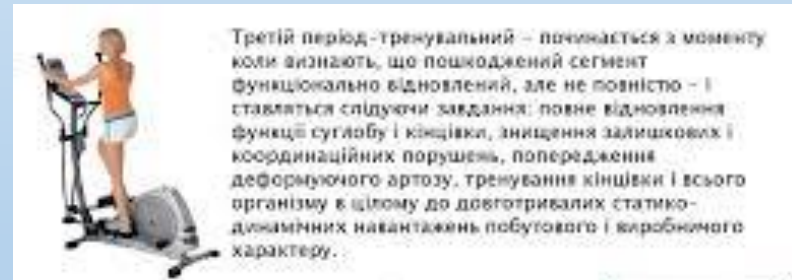 Третій період-тренувальний – починається з моменту
коли визнають, що пошкоджений сегмент
функціонально відновлений, але не повністю – і
ставляться слідуючи завдання: повне відновлення
функції суглобу і кінцівки, знищення залишкових і
координаційних порушень, попередження
деформуючого артозу, тренування кінцівки і всього
організму в цілому до довготривалих статико-
динамічних навантажень побутового і виробничого
характеру.